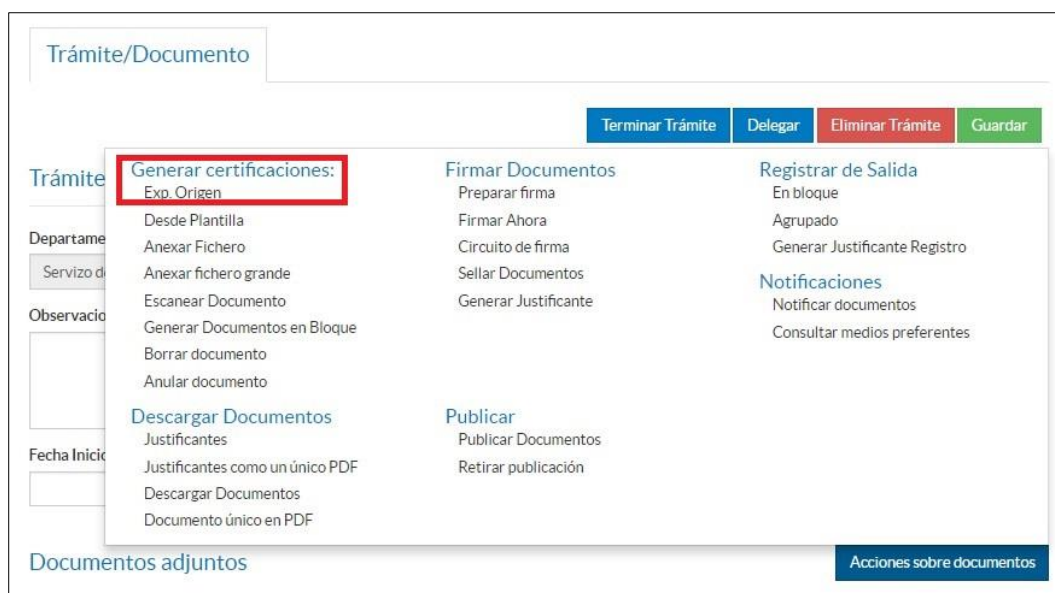 Trámite/Documento
Terminar Trámite
Delegar
Eliminar Trámite
Guardar
Trámite
Departame
Servizo d
Observacio
Fecha Inicio
Generar certificaciones:
Exp. Origen
Desde Plantilla
Anexar Fichero
Anexar fichero grande
Escanear Documento
Generar Documentos en Bloque
Borrar documento
Anular documento
Firmar Documentos
Preparar firma
Firmar Ahora
Circuito de firma
Sellar Documentos
Generar Justificante
Registrar de Salida
En bloque
Agrupado
Generar Justificante Registro
Notificaciones
Notificar documentos
Consultar medios preferentes
Descargar Documentos
Justificantes
Justificantes como un único PDF
Descargar Documentos
Documento único en PDF
Publicar
Publicar Documentos
Retirar publicación
Documentos adjuntos
Acciones sobre documentos